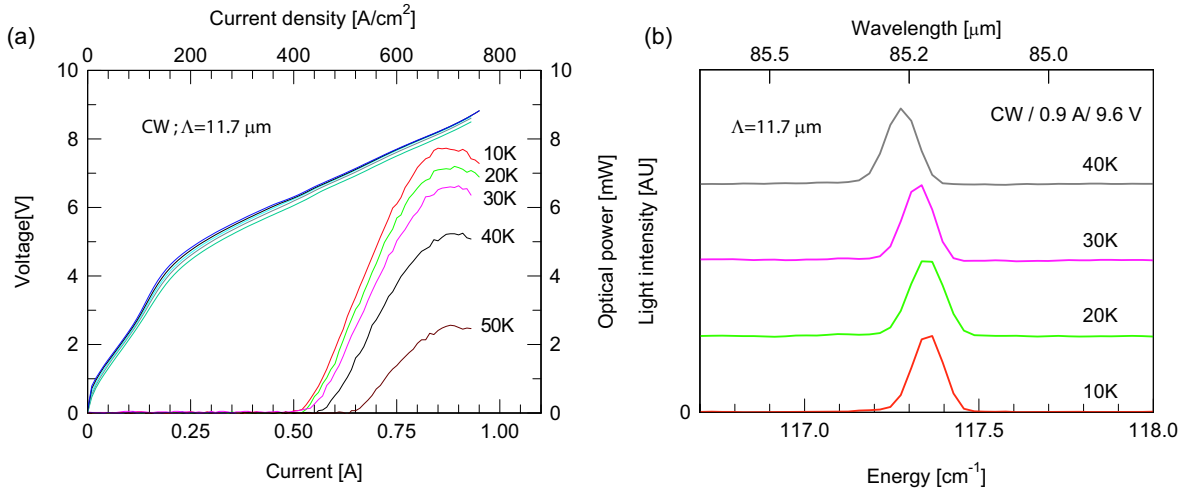 (a)
Current density [A/cm²]
0 200 400 600 800
10 10
8 8
6 6
4 4
2 2
0 0
Voltage[V]
Optical power [mW]
CW ; Λ=11.7 μm
10K
20K
30K
40K
50K
0 0.25 0.50 0.75 1.00
Current [A]
(b)
Wavelength [μm]
85.5 85.2 85.0
Λ=11.7 μm
CW / 0.9 A/ 9.6 V
Light intensity [AU]
40K
30K
20K
10K
0
117.0 117.5 118.0
Energy [cm⁻¹]